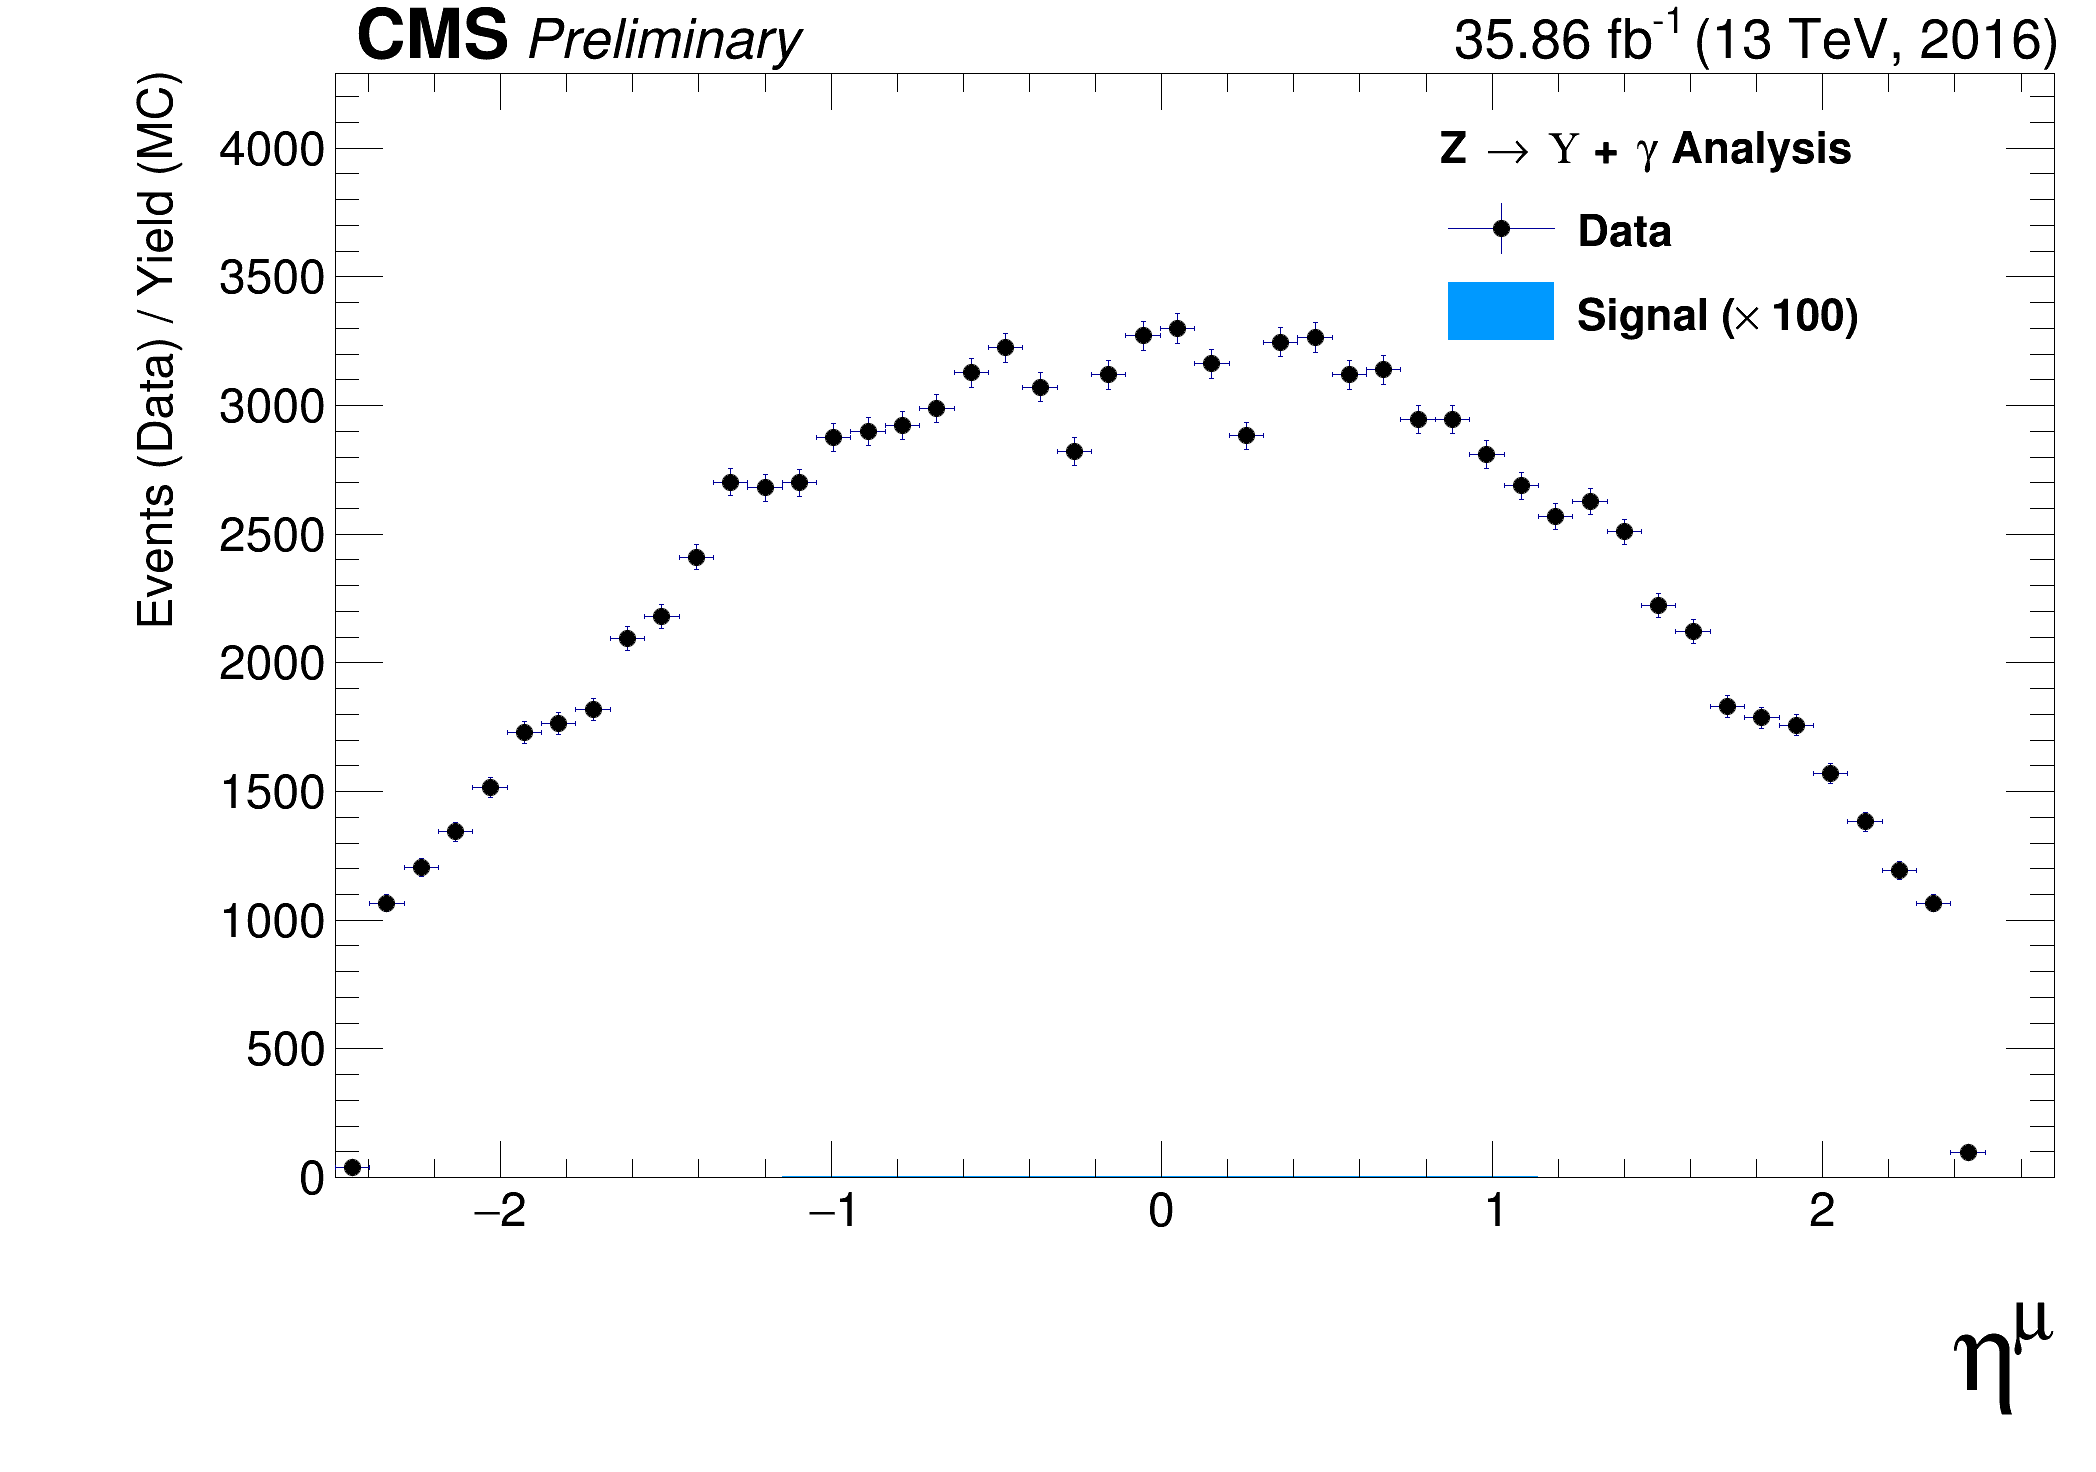 CMS Preliminary 35.86 fb⁻¹ (13 TeV, 2016)
Events (Data) / Yield (MC)
4000
3500
3000
2500
2000
1500
1000
500
0
Z → Υ + γ Analysis
Data
Signal (× 100)
−2 −1 0 1 2
η^μ